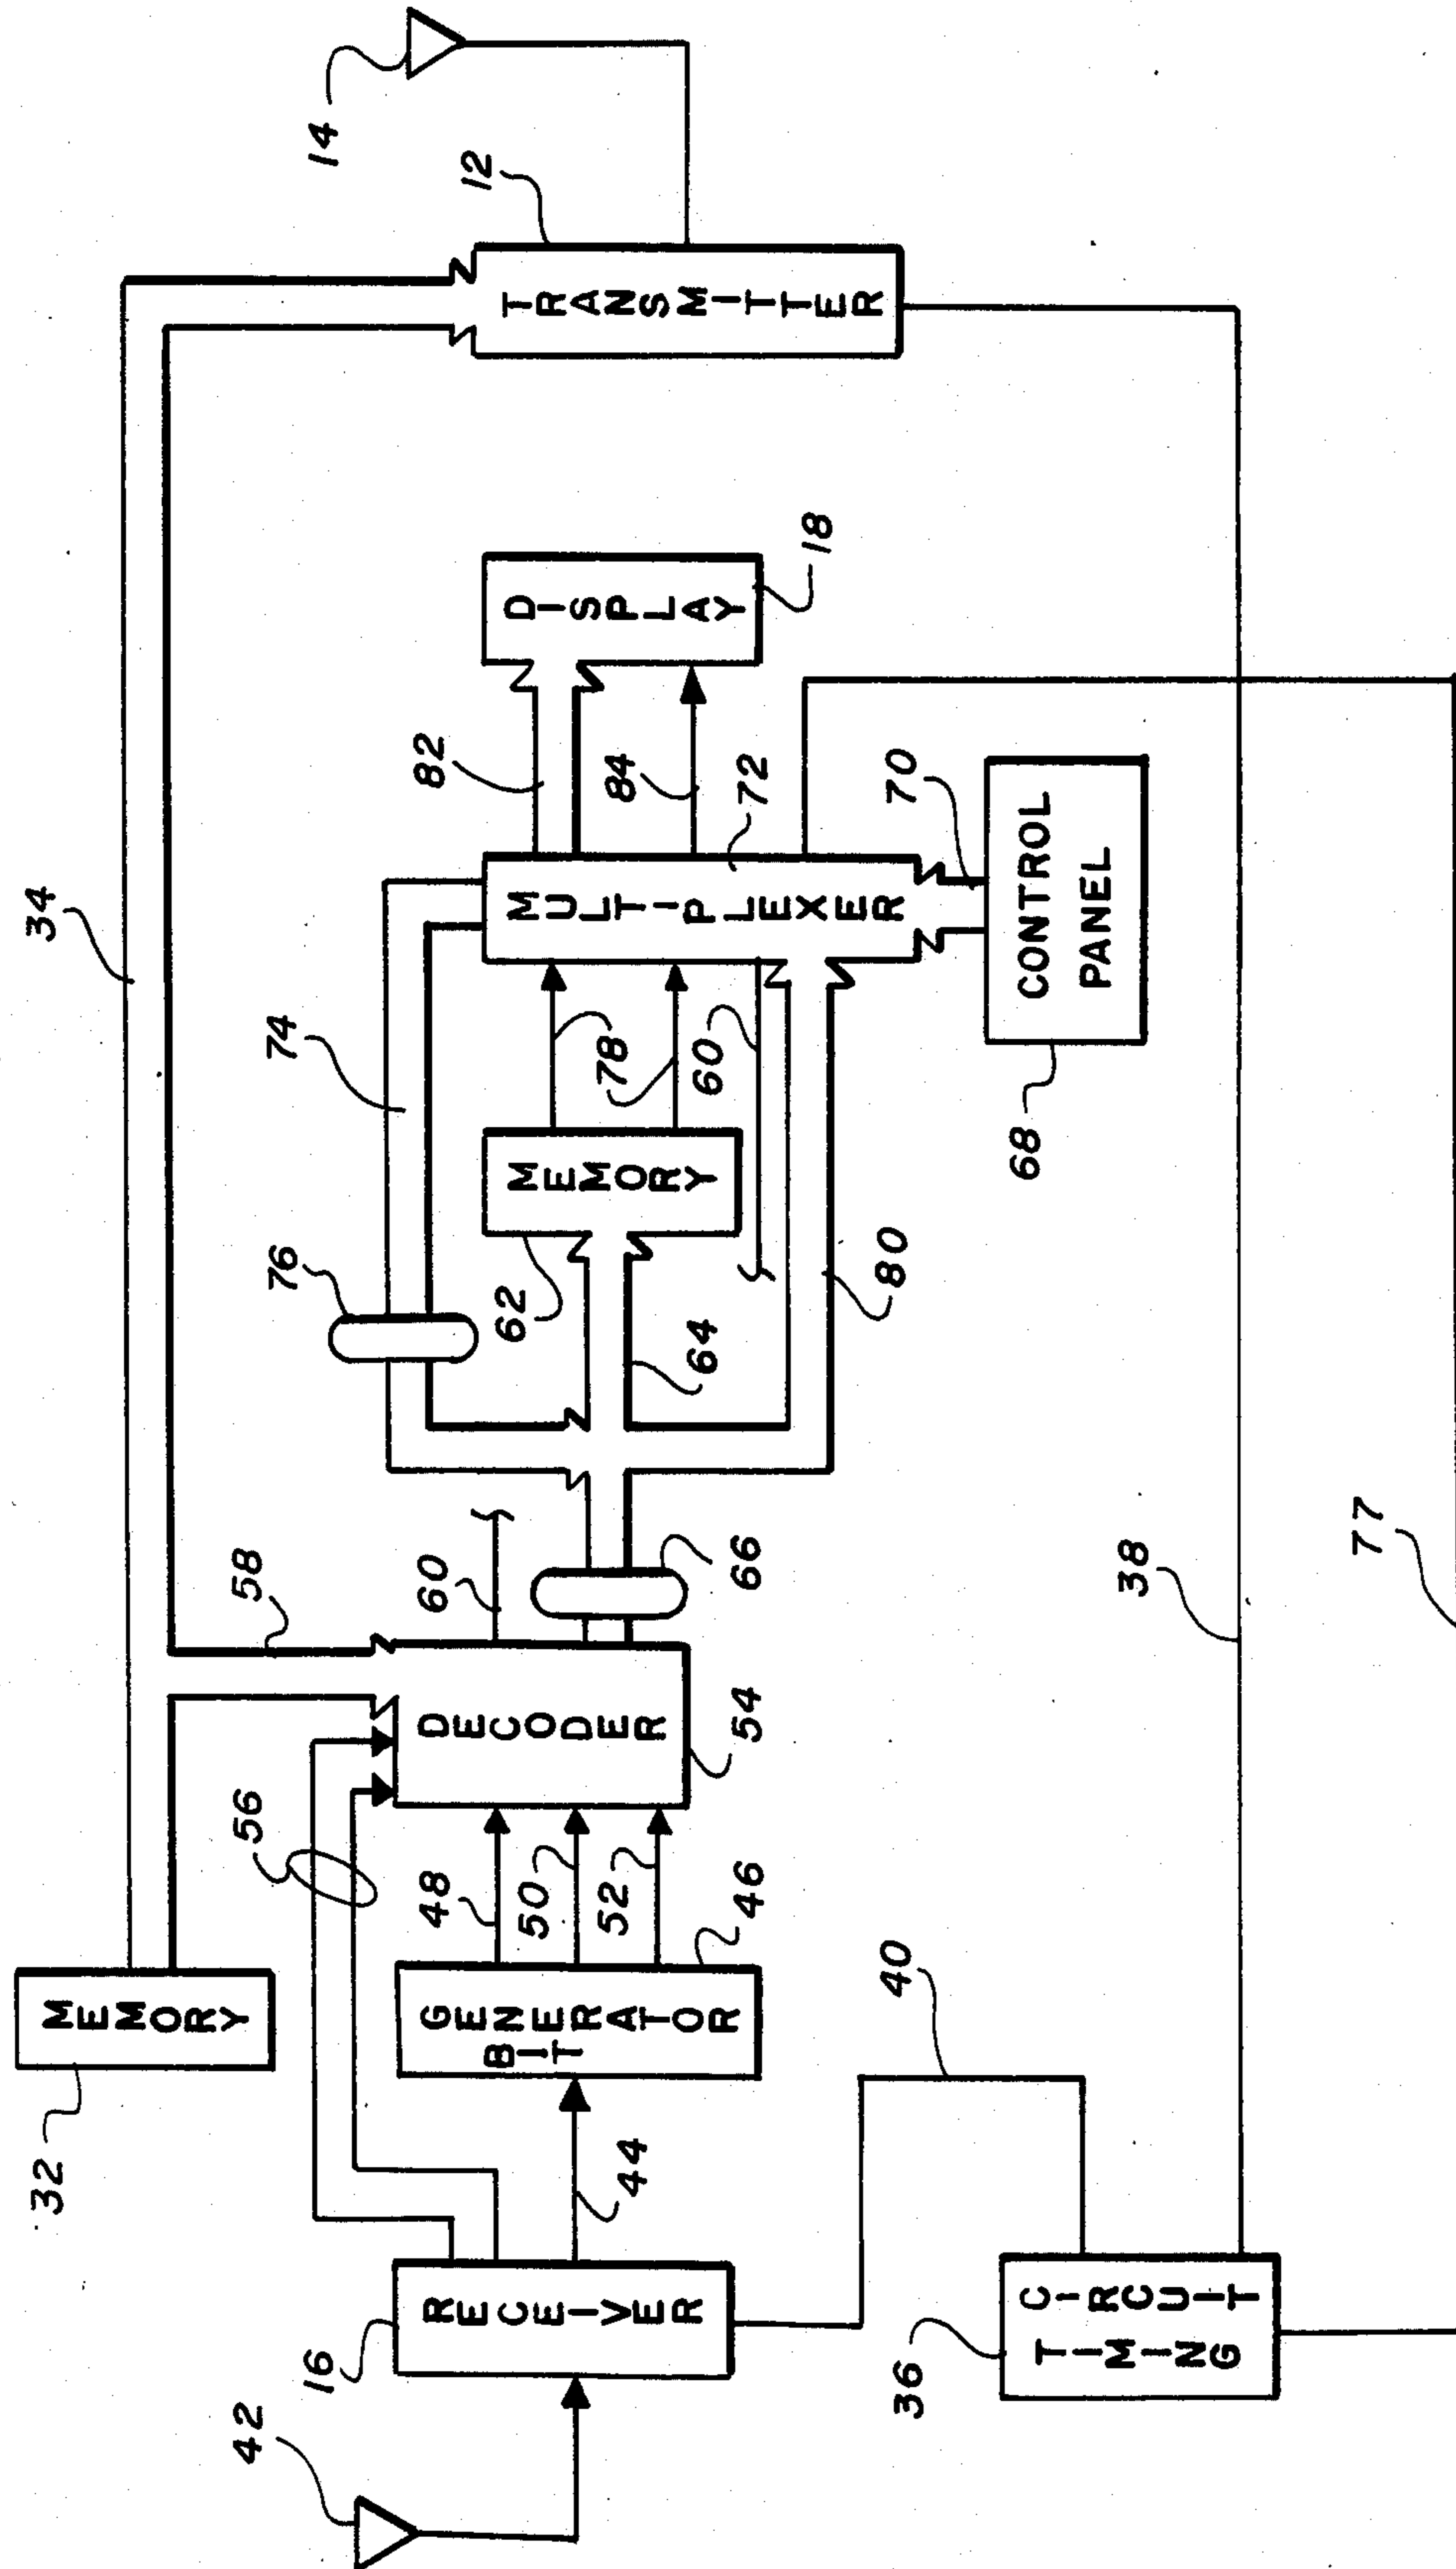 34
14
32
MEMORY
58
74
76
12
TRANSMITTER
56
42
16
RECEIVER
44
GENERATOR
BIT
48
50
52
46
DECODER
54
60
66
62
MEMORY
64
78
60
80
82
84
MULTIPLEXER
72
DISPLAY
18
70
CONTROL
PANEL
68
40
36
CIRCUIT
TIMING
38
77